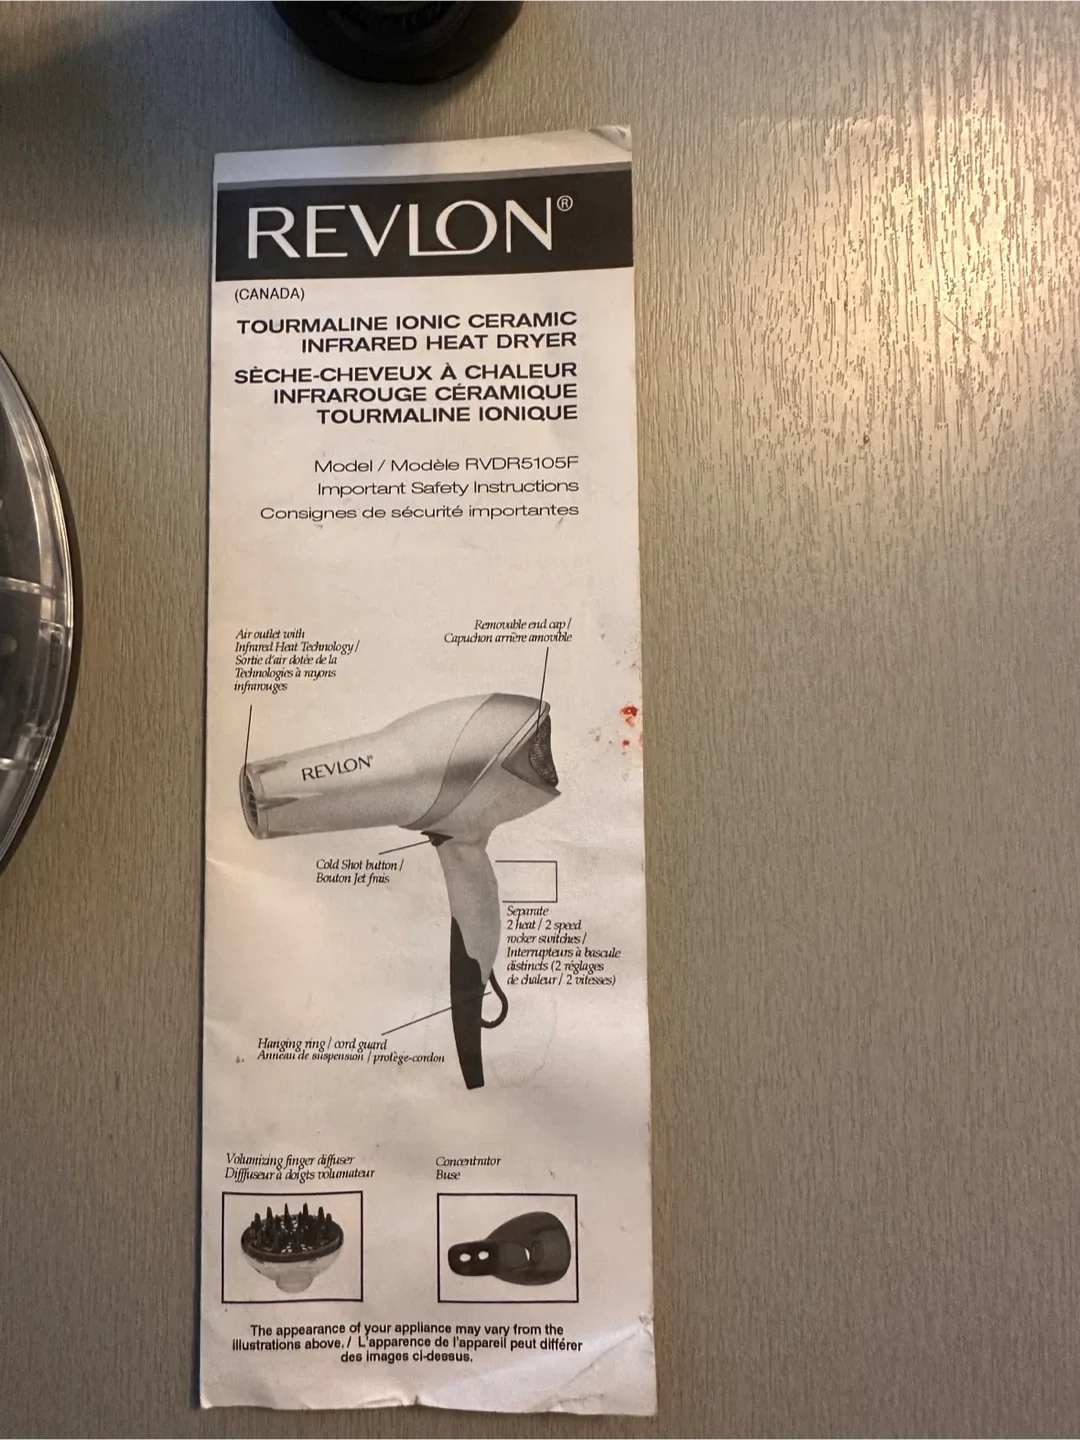 REVLON®
(CANADA)
TOURMALINE IONIC CERAMIC
INFRARED HEAT DRYER
SÈCHE-CHEVEUX À CHALEUR
INFRAROUGE CÉRAMIQUE
TOURMALINE IONIQUE
Model / Modèle RVDR5105F
Important Safety Instructions
Consignes de sécurité importantes
Air outlet with
Infrared Heat Technology /
Sortie d'air dotée de la
Technologies à rayons
infrarouges
Removable end cap /
Capuchon arrière amovible
REVLON®
Cold Shot button /
Bouton Jet frais
Separate
2 heat / 2 speed
rocker switches /
Interrupteurs à bascule
distincts (2 réglages
de chaleur / 2 vitesses)
Hanging ring / cord guard
Anneau de suspension / protège-cordon
Volumizing finger diffuser
Difffuseur à doigts volumateur
Concentrator
Buse
The appearance of your appliance may vary from the
illustrations above. / L'apparence de l'appareil peut différer
des images ci-dessus.